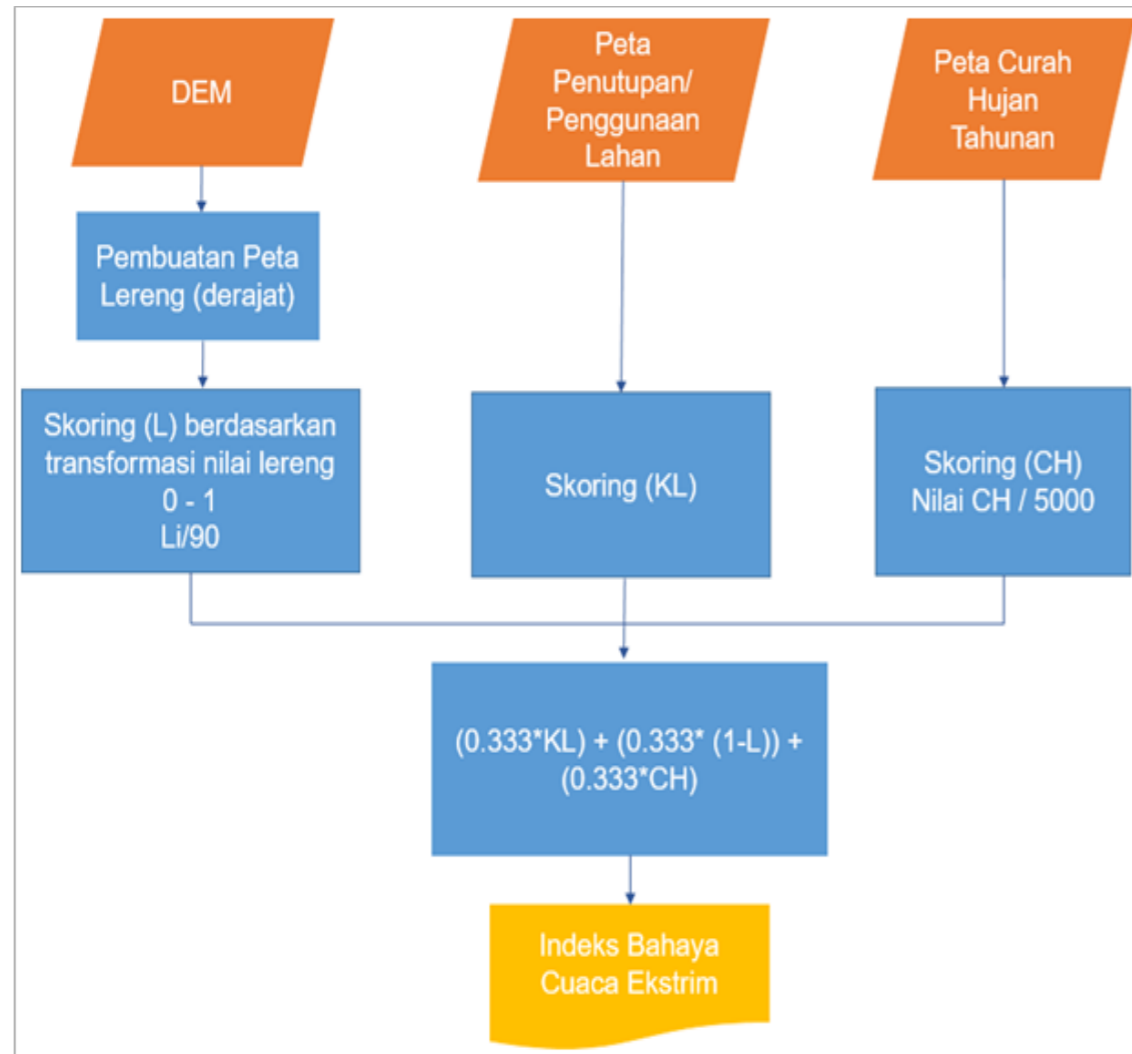 DEM
Peta
Penutupan/
Penggunaan
Lahan
Peta Curah
Hujan
Tahunan
Pembuatan Peta
Lereng (derajat)
Skoring (L) berdasarkan
transformasi nilai lereng
0 - 1
Li/90
Skoring (KL)
Skoring (CH)
Nilai CH / 5000
(0.333*KL) + (0.333* (1-L)) +
(0.333*CH)
Indeks Bahaya
Cuaca Ekstrim